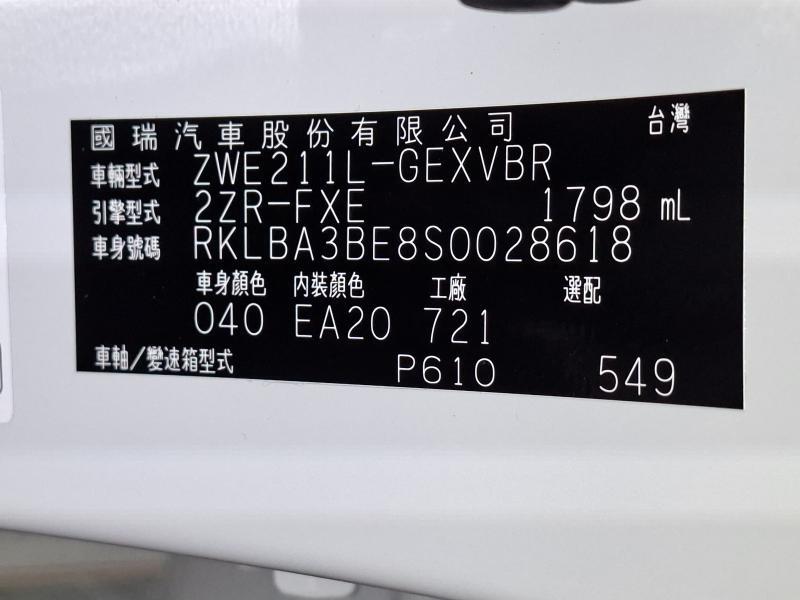 國瑞汽車股份有限公司 台灣
車輛型式 ZWE211L-GEXVBR
引擎型式 2ZR-FXE 1798 mL
車身號碼 RKLBA3BE8S0028618
車身顏色 內裝顏色 工廠 選配
040 EA20 721
車軸/變速箱型式 P610 549